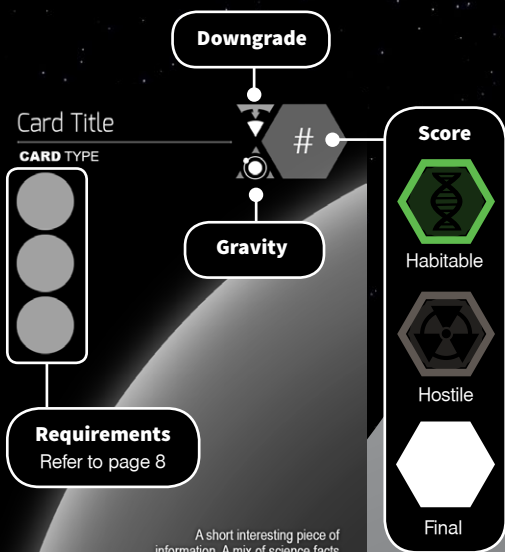 Downgrade
Card Title
#
CARD TYPE
Score
Gravity
Habitable
Hostile
Requirements
Refer to page 8
Final
A short interesting piece of
information. A mix of science facts